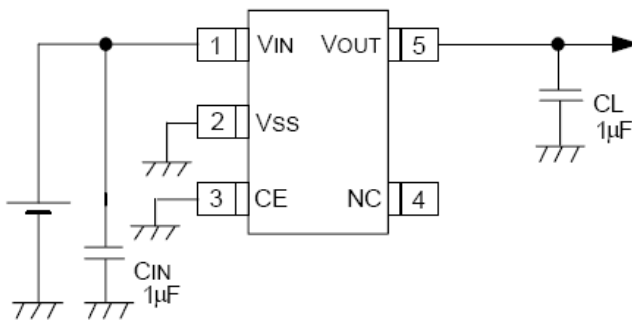 1 VIN VOUT 5
2 VSS
3 CE NC 4
CL
1μF
CIN
1μF